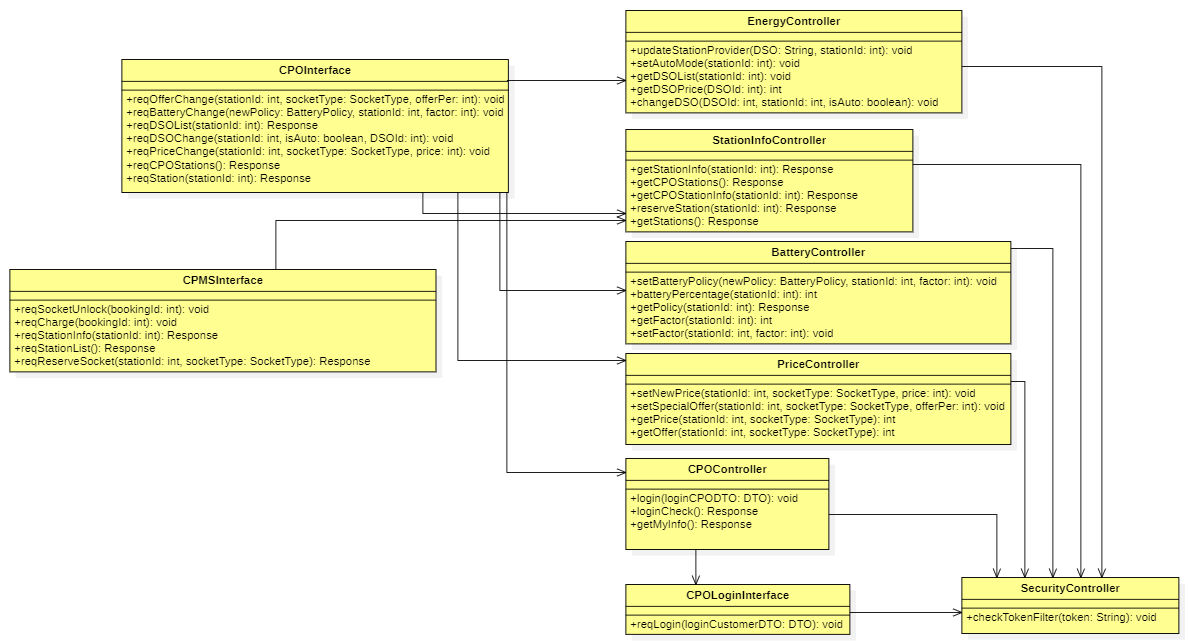 EnergyController
+updateStationProvider(DSO: String, stationId: int): void
+setAutoMode(stationId: int): void
+getDSOList(stationId: int): void
+getDSOPrice(DSOId: int): int
+changeDSO(DSOId: int, stationId: int, isAuto: boolean): void
CPOInterface
+reqOfferChange(stationId: int, socketType: SocketType, offerPer: int): void
+reqBatteryChange(newPolicy: BatteryPolicy, stationId: int, factor: int): void
+reqDSOList(stationId: int): Response
+reqDSOChange(stationId: int, isAuto: boolean, DSOId: int): void
+reqPriceChange(stationId: int, socketType: SocketType, price: int): void
+reqCPOStations(): Response
+reqStation(stationId: int): Response
StationInfoController
+getStationInfo(stationId: int): Response
+getCPOStations(): Response
+getCPOStationInfo(stationId: int): Response
+reserveStation(stationId: int): Response
+getStations(): Response
BatteryController
+setBatteryPolicy(newPolicy: BatteryPolicy, stationId: int, factor: int): void
+batteryPercentage(stationId: int): int
+getPolicy(stationId: int): Response
+getFactor(stationId: int): int
+setFactor(stationId: int, factor: int): void
CPMSInterface
+reqSocketUnlock(bookingId: int): void
+reqCharge(bookingId: int): void
+reqStationInfo(stationId: int): Response
+reqStationList(): Response
+reqReserveSocket(stationId: int, socketType: SocketType): Response
PriceController
+setNewPrice(stationId: int, socketType: SocketType, price: int): void
+setSpecialOffer(stationId: int, socketType: SocketType, offerPer: int): void
+getPrice(stationId: int, socketType: SocketType): int
+getOffer(stationId: int, socketType: SocketType): int
CPOController
+login(loginCPODTO: DTO): void
+loginCheck(): Response
+getMyInfo(): Response
CPOLoginInterface
+reqLogin(loginCustomerDTO: DTO): void
SecurityController
+checkTokenFilter(token: String): void